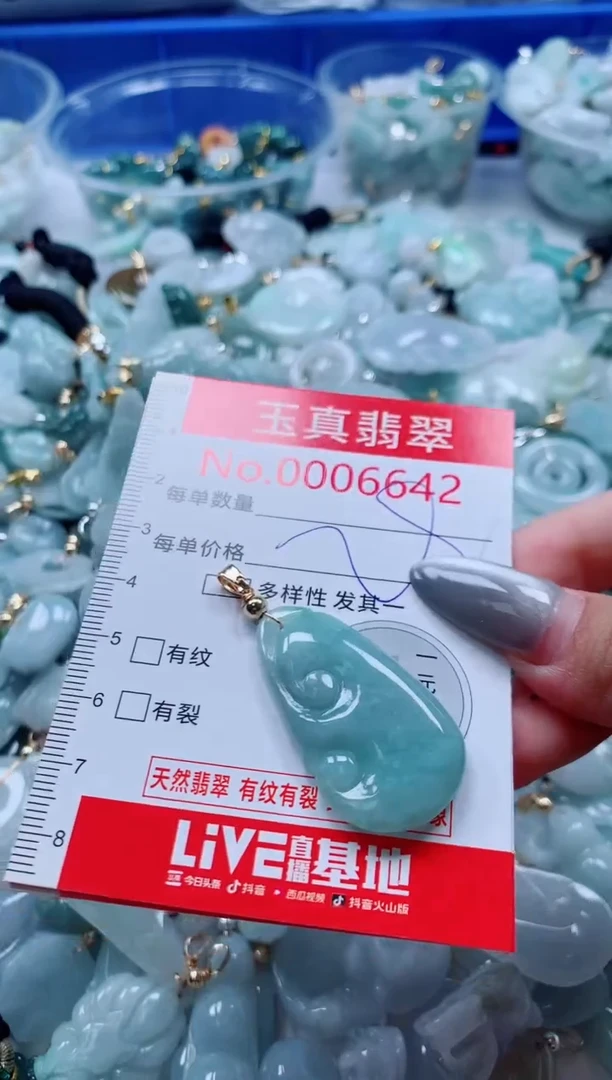 玉真翡翠
No.0006642
2
每单数量
3
每单价格
4
多样性 发其一
5
有纹
一
元
6
有裂
7
天然翡翠 有纹有裂
8
LiVE直播基地
今日头条 抖音 西瓜视频 抖音火山版